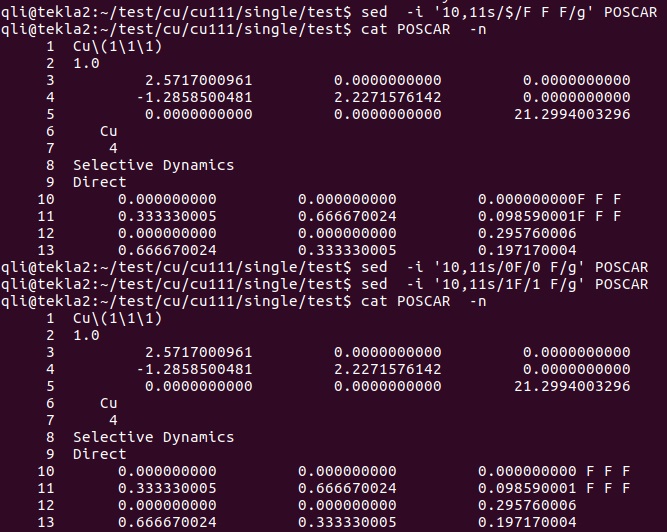 qli@tekla2:~/test/cu/cu111/single/test$ sed  -i '10,11s/$/F F F/g' POSCAR
qli@tekla2:~/test/cu/cu111/single/test$ cat POSCAR  -n
     1  Cu\(1\1\1)
     2  1.0
     3          2.5717000961         0.0000000000         0.0000000000
     4         -1.2858500481         2.2271576142         0.0000000000
     5          0.0000000000         0.0000000000        21.2994003296
     6     Cu
     7      4
     8  Selective Dynamics
     9  Direct
    10       0.000000000         0.000000000         0.000000000F F F
    11       0.333330005         0.666670024         0.098590001F F F
    12       0.000000000         0.000000000         0.295760006
    13       0.666670024         0.333330005         0.197170004
qli@tekla2:~/test/cu/cu111/single/test$ sed  -i '10,11s/0F/0 F/g' POSCAR
qli@tekla2:~/test/cu/cu111/single/test$ sed  -i '10,11s/1F/1 F/g' POSCAR
qli@tekla2:~/test/cu/cu111/single/test$ cat POSCAR  -n
     1  Cu\(1\1\1)
     2  1.0
     3          2.5717000961         0.0000000000         0.0000000000
     4         -1.2858500481         2.2271576142         0.0000000000
     5          0.0000000000         0.0000000000        21.2994003296
     6     Cu
     7      4
     8  Selective Dynamics
     9  Direct
    10       0.000000000         0.000000000         0.000000000 F F F
    11       0.333330005         0.666670024         0.098590001 F F F
    12       0.000000000         0.000000000         0.295760006
    13       0.666670024         0.333330005         0.197170004